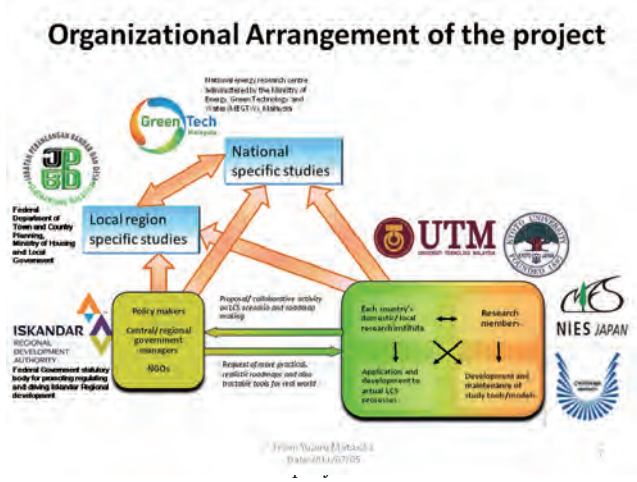 Organizational Arrangement of the project
National energy research centre
administered by the Ministry of
Energy, Green Technology and
Water (MEGTW), Malaysia
Green Tech
Malaysia
National
specific studies
Local region
specific studies
Federal
Department of
Town and Country
Planning,
Ministry of Housing
and Local
Government
UTM
UNIVERSITI TEKNOLOGI MALAYSIA
KYOTO UNIVERSITY
FOUNDED 1897
NIES JAPAN
ISKANDAR
REGIONAL
DEVELOPMENT
AUTHORITY
Federal Government statutory
body for promoting regulating
and driving Iskandar Regional
development
Policy makers
Central/regional
government
managers
NGOs
Proposal/ collaborative activity
on LCS scenario and roadmap
making
Request of more practical,
realistic roadmaps and also
tractable tools for real world
Each country's
domestic/ local
research institute
Research
members
Application and
development to
actual LCS
processes
Development and
maintenance of
study tools/models